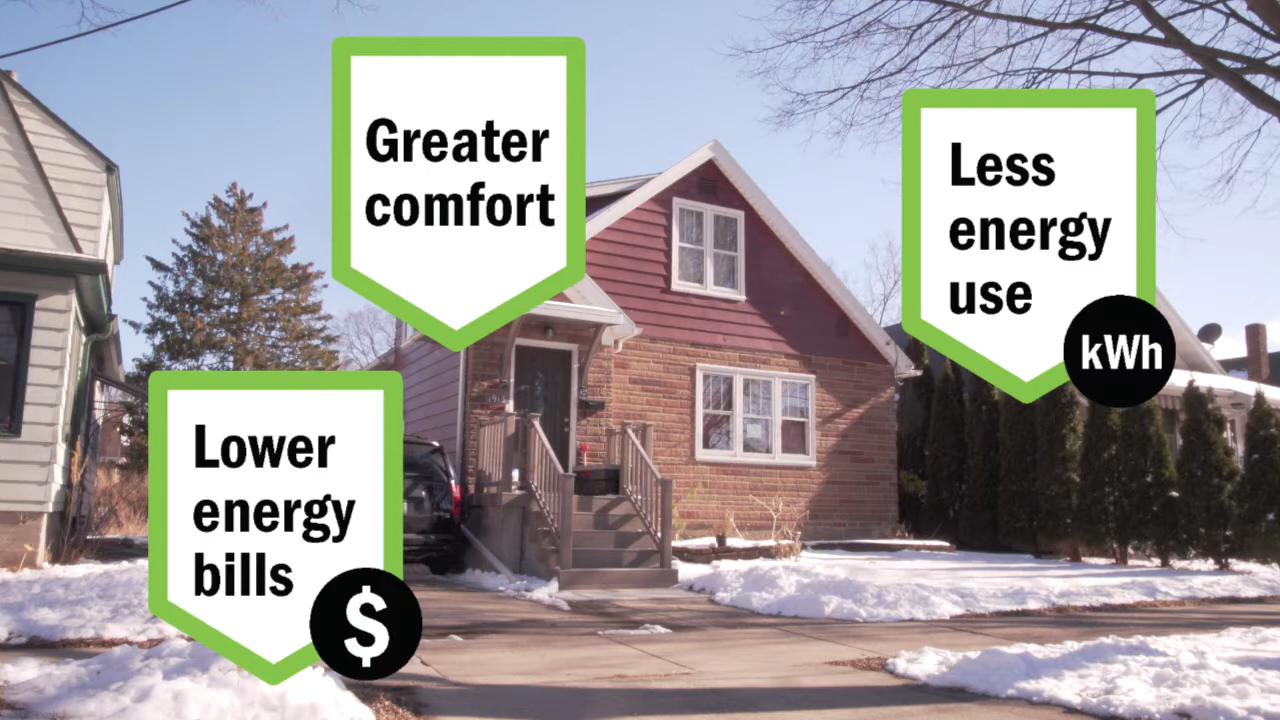 Greater
comfort
Less
energy
use
kWh
Lower
energy
bills
$